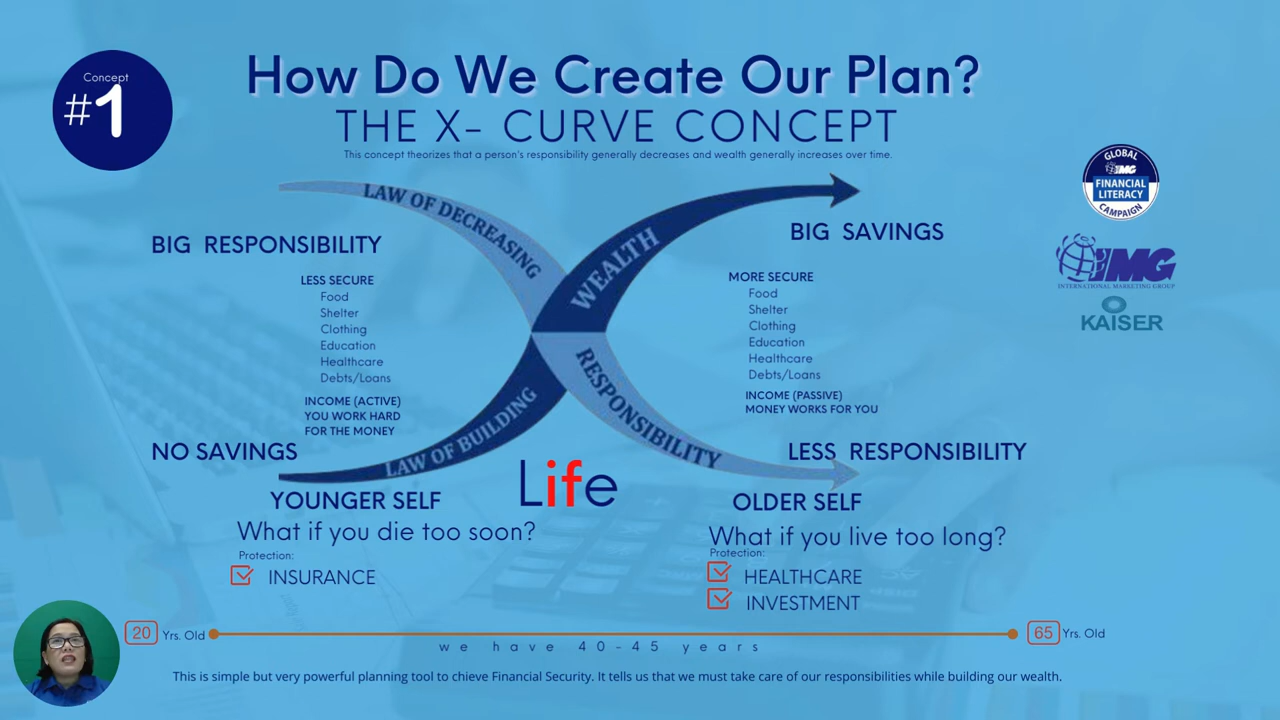 Concept
#1
How Do We Create Our Plan?
THE X- CURVE CONCEPT
This concept theorizes that a person's responsibility generally decreases and wealth generally increases over time.
LAW OF DECREASING
RESPONSIBILITY
LAW OF BUILDING
WEALTH
BIG RESPONSIBILITY
LESS SECURE
Food
Shelter
Clothing
Education
Healthcare
Debts/Loans
INCOME (ACTIVE)
YOU WORK HARD
FOR THE MONEY
NO SAVINGS
YOUNGER SELF
What if you die too soon?
Protection:
INSURANCE
Life
BIG SAVINGS
MORE SECURE
Food
Shelter
Clothing
Education
Healthcare
Debts/Loans
INCOME (PASSIVE)
MONEY WORKS FOR YOU
LESS RESPONSIBILITY
OLDER SELF
What if you live too long?
Protection:
HEALTHCARE
INVESTMENT
GLOBAL
IMG
FINANCIAL
LITERACY
CAMPAIGN
IMG
INTERNATIONAL MARKETING GROUP
KAISER
20 Yrs. Old
65 Yrs. Old
we have 40-45 years
This is simple but very powerful planning tool to chieve Financial Security. It tells us that we must take care of our responsibilities while building our wealth.